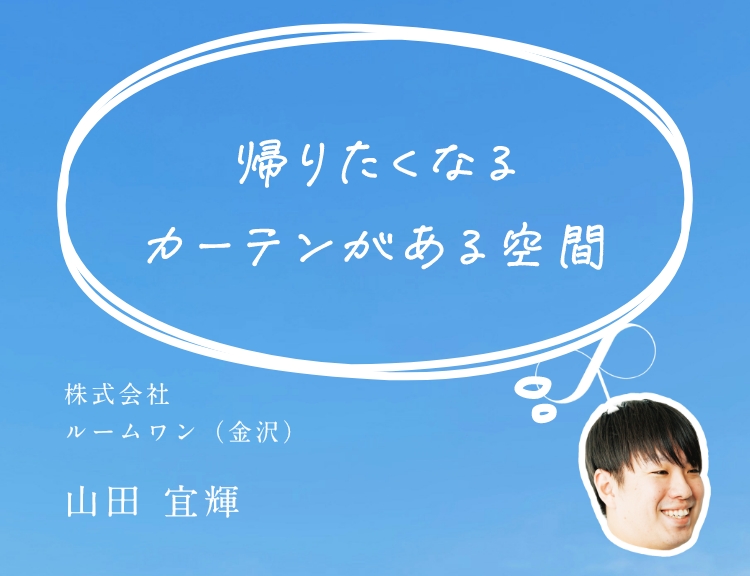 帰りたくなる
カーテンがある空間
株式会社
ルームワン（金沢）
山田 宜輝